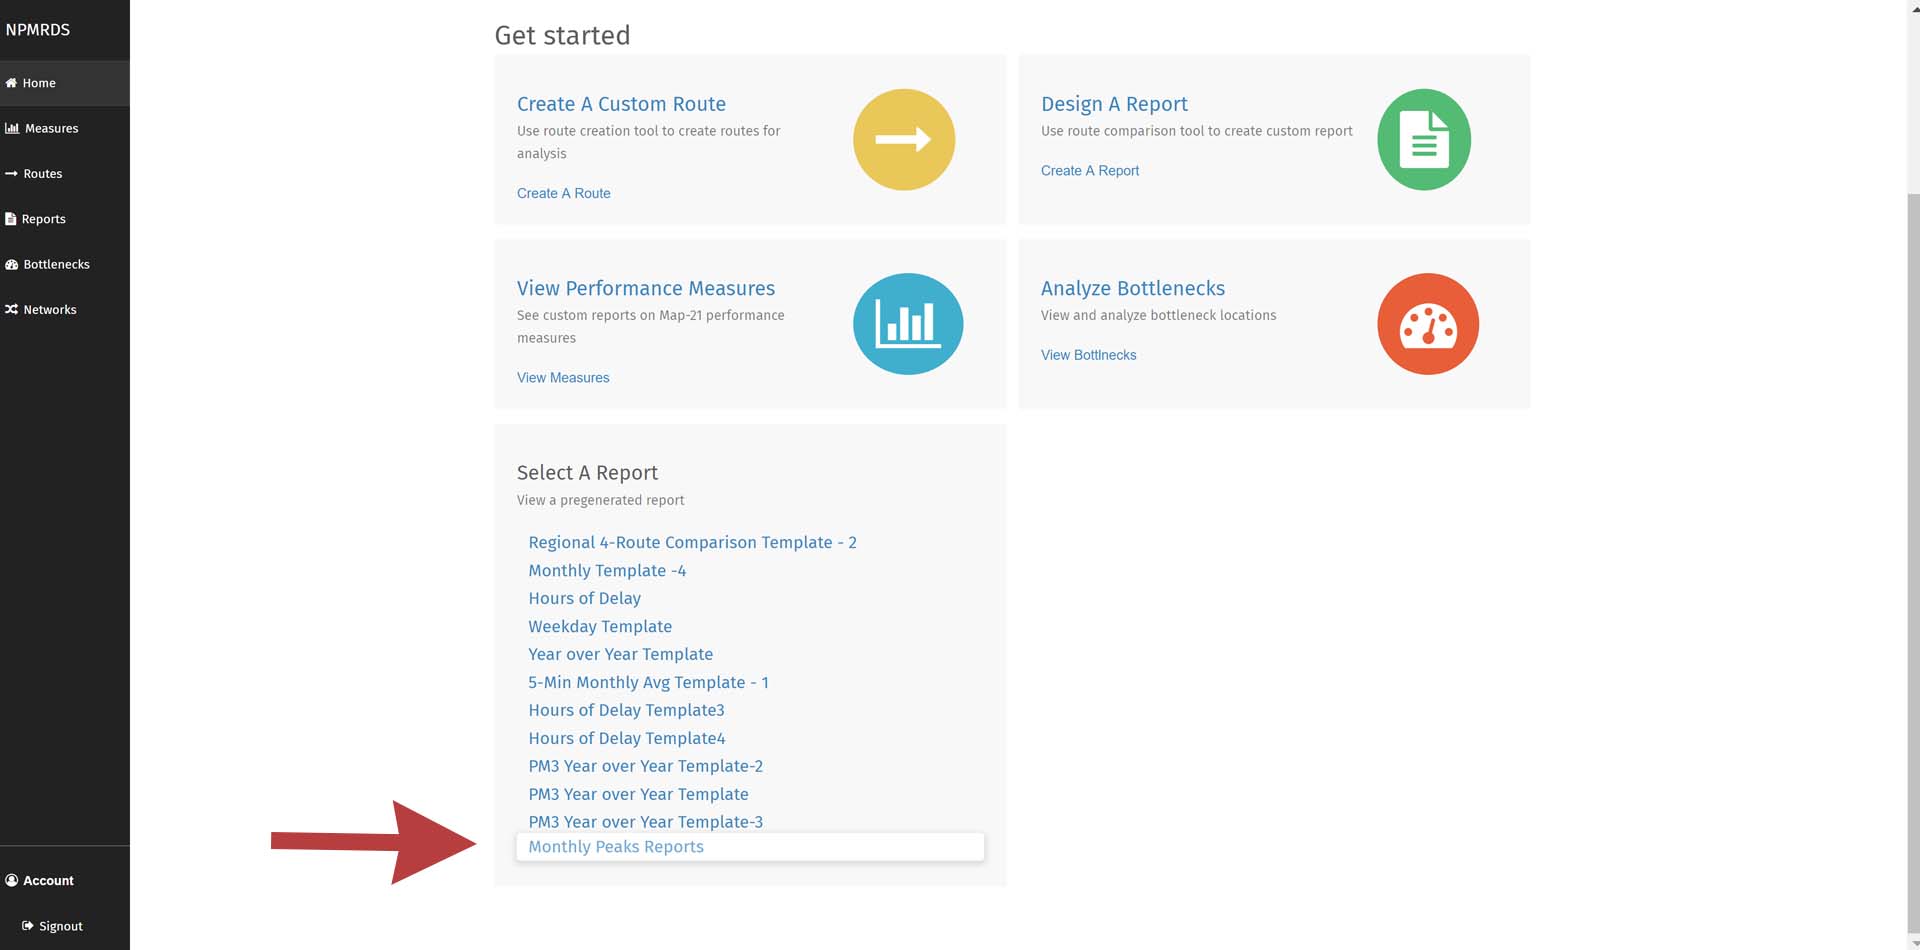 NPMRDS
Home
Measures
Routes
Reports
Bottlenecks
Networks
Account
Signout
Get started
Create A Custom Route
Use route creation tool to create routes for
analysis
Create A Route
Design A Report
Use route comparison tool to create custom report
Create A Report
View Performance Measures
See custom reports on Map-21 performance
measures
View Measures
Analyze Bottlenecks
View and analyze bottleneck locations
View Bottlnecks
Select A Report
View a pregenerated report
Regional 4-Route Comparison Template - 2
Monthly Template -4
Hours of Delay
Weekday Template
Year over Year Template
5-Min Monthly Avg Template - 1
Hours of Delay Template3
Hours of Delay Template4
PM3 Year over Year Template-2
PM3 Year over Year Template
PM3 Year over Year Template-3
Monthly Peaks Reports